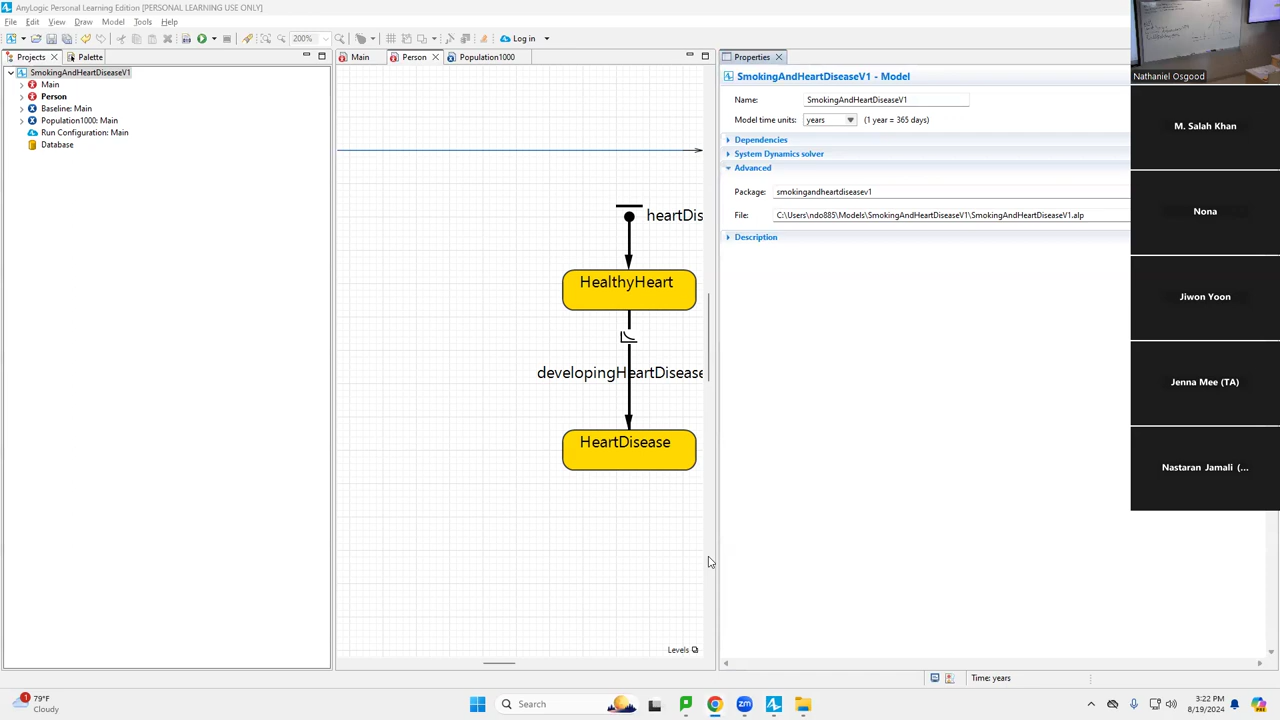 AnyLogic Personal Learning Edition [PERSONAL LEARNING USE ONLY]
File Edit View Draw Model Tools Help
200%
Log in
Projects
Palette
Main
Person
Population1000
Properties
SmokingAndHeartDiseaseV1
Main
Person
Baseline: Main
Population1000: Main
Run Configuration: Main
Database
heartDis
HealthyHeart
developingHeartDisease
HeartDisease
Levels
SmokingAndHeartDiseaseV1 - Model
Name: SmokingAndHeartDiseaseV1
Model time units: years (1 year = 365 days)
Dependencies
System Dynamics solver
Advanced
Package: smokingandheartdiseasev1
File: C:\Users\ndo885\Models\SmokingAndHeartDiseaseV1\SmokingAndHeartDiseaseV1.alp
Description
Time: years
Nathaniel Osgood
M. Salah Khan
Nona
Jiwon Yoon
Jenna Mee (TA)
Nastaran Jamali (...
1
79°F
Cloudy
Search
3:22 PM
8/19/2024